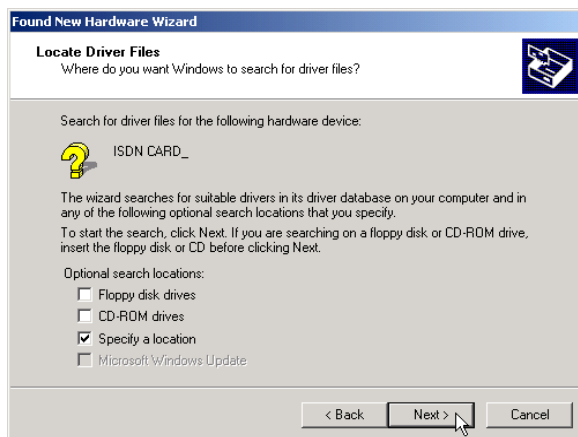 Found New Hardware Wizard
Locate Driver Files
Where do you want Windows to search for driver files?
Search for driver files for the following hardware device:
ISDN CARD_
The wizard searches for suitable drivers in its driver database on your computer and in
any of the following optional search locations that you specify.
To start the search, click Next. If you are searching on a floppy disk or CD-ROM drive,
insert the floppy disk or CD before clicking Next.
Optional search locations:
Floppy disk drives
CD-ROM drives
Specify a location
Microsoft Windows Update
< Back Next > Cancel